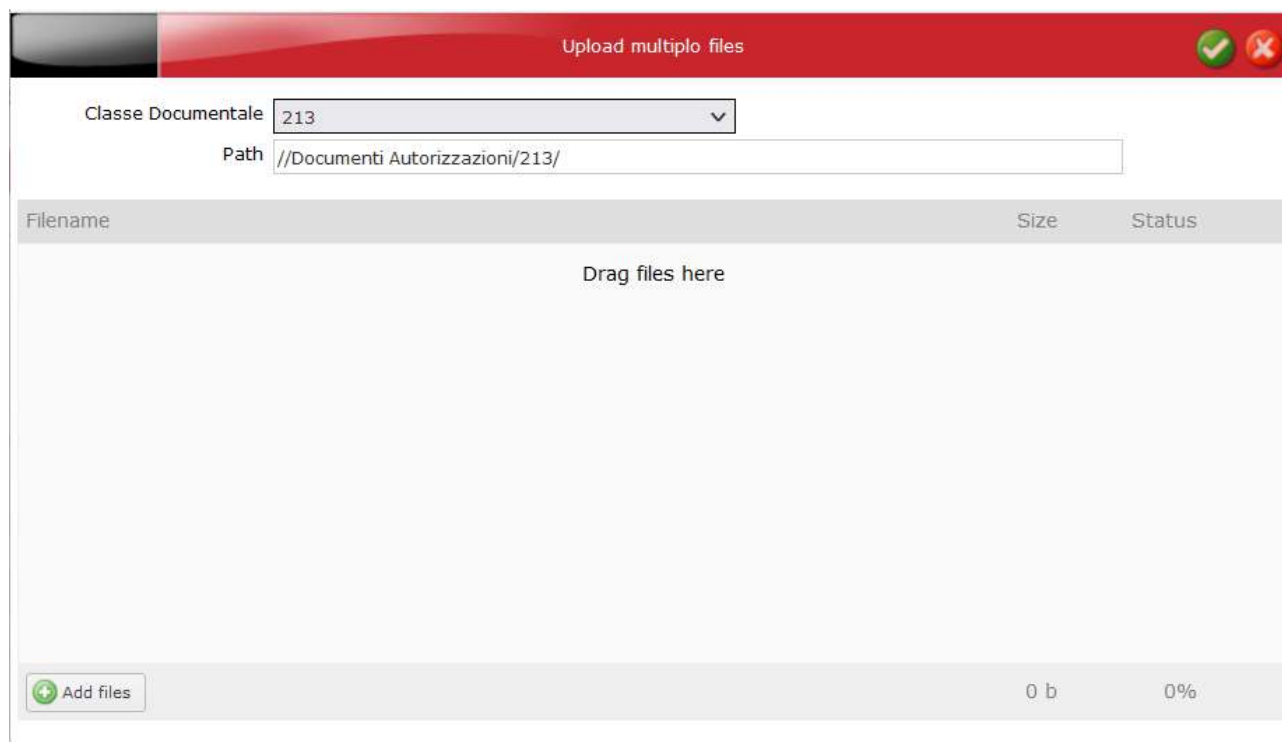 Upload multiplo files
Classe Documentale 213
Path //Documenti Autorizzazioni/213/
Filename Size Status
Drag files here
Add files 0 b 0%